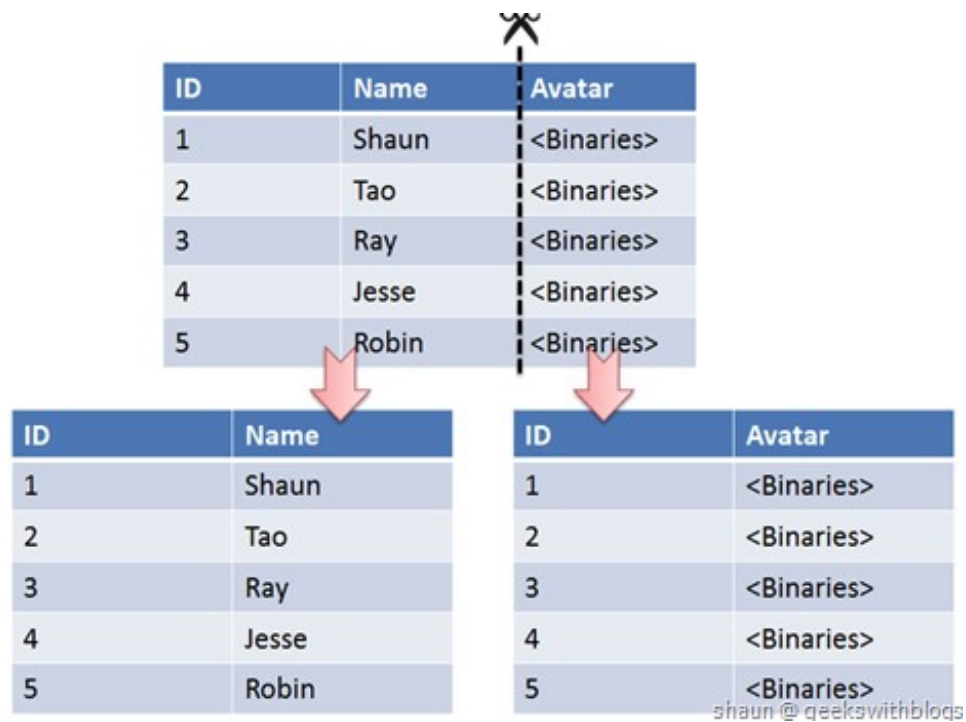 ID Name Avatar
1 Shaun <Binaries>
2 Tao <Binaries>
3 Ray <Binaries>
4 Jesse <Binaries>
5 Robin <Binaries>
ID Name
1 Shaun
2 Tao
3 Ray
4 Jesse
5 Robin
ID Avatar
1 <Binaries>
2 <Binaries>
3 <Binaries>
4 <Binaries>
5 <Binaries>
shaun @ geekswithblogs